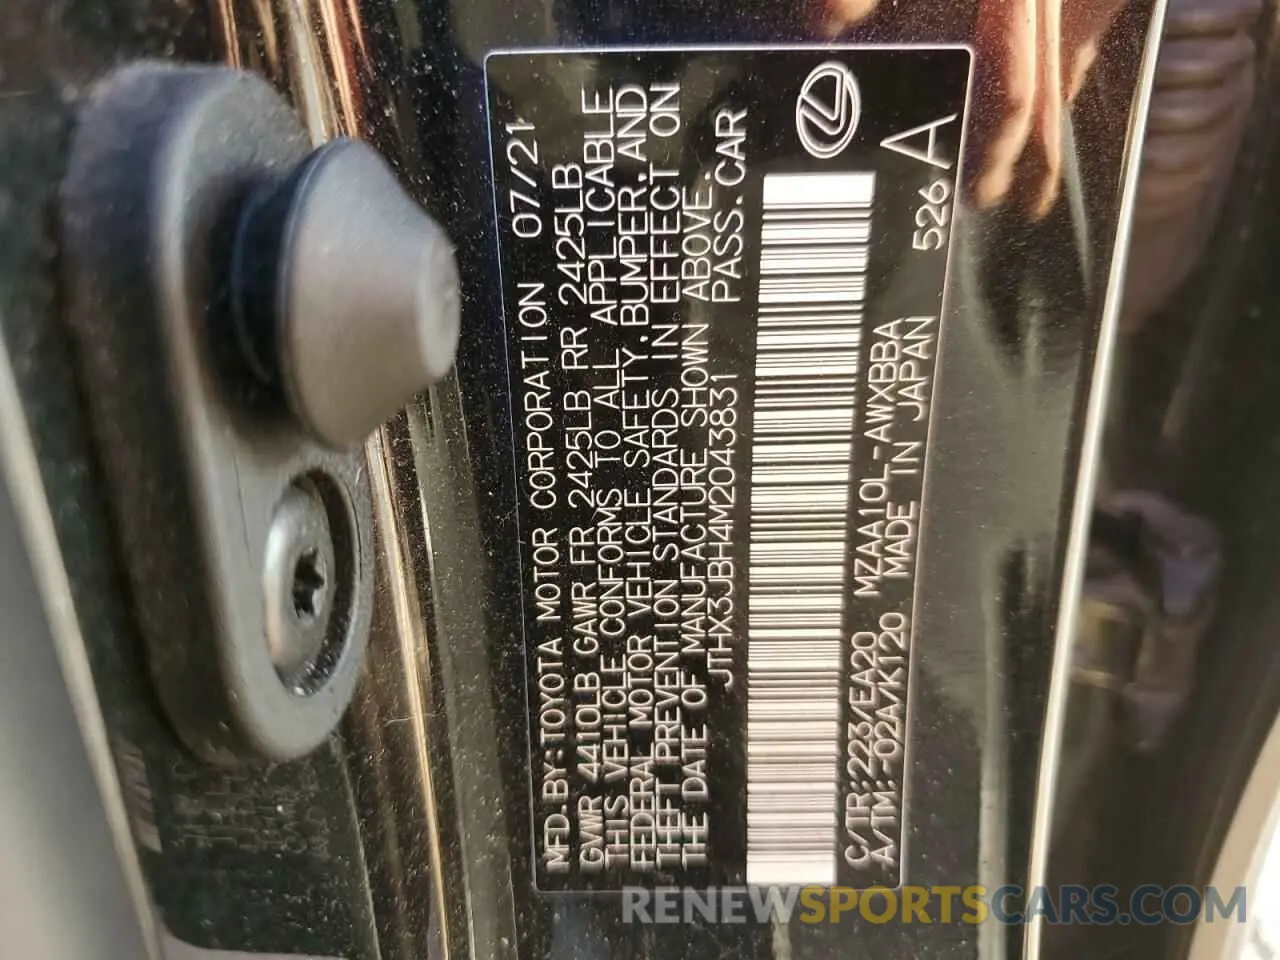 MFD.BY:TOYOTA MOTOR CORPORATION 07/21
GVWR 4410LB GAWR FR 2425LB RR 2425LB
THIS VEHICLE CONFORMS TO ALL APPLICABLE
FEDERAL MOTOR VEHICLE SAFETY, BUMPER, AND
THEFT PREVENTION STANDARDS IN EFFECT ON
THE DATE OF MANUFACTURE SHOWN ABOVE.
JTHX3JBH4M2043831 PASS. CAR
C/TR:223/EA20 MZAA10L-AWXBBA
A/TM:-02A/K120 MADE IN JAPAN 526A
RENEWSPORTSCARS.COM